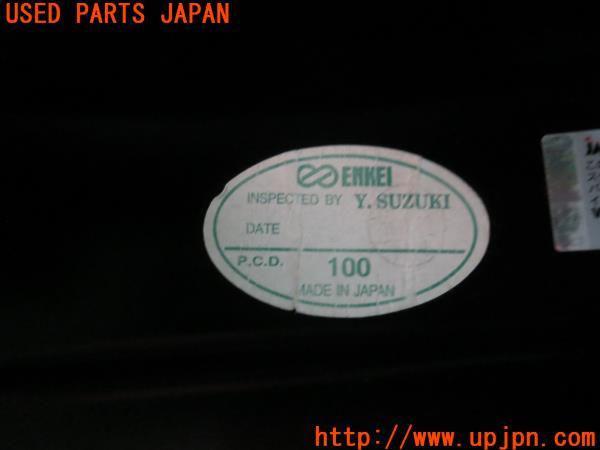 USED PARTS JAPAN
ENKEI
INSPECTED BY Y. SUZUKI
DATE
P.C.D. 100
MADE IN JAPAN
http://www.upjpn.com